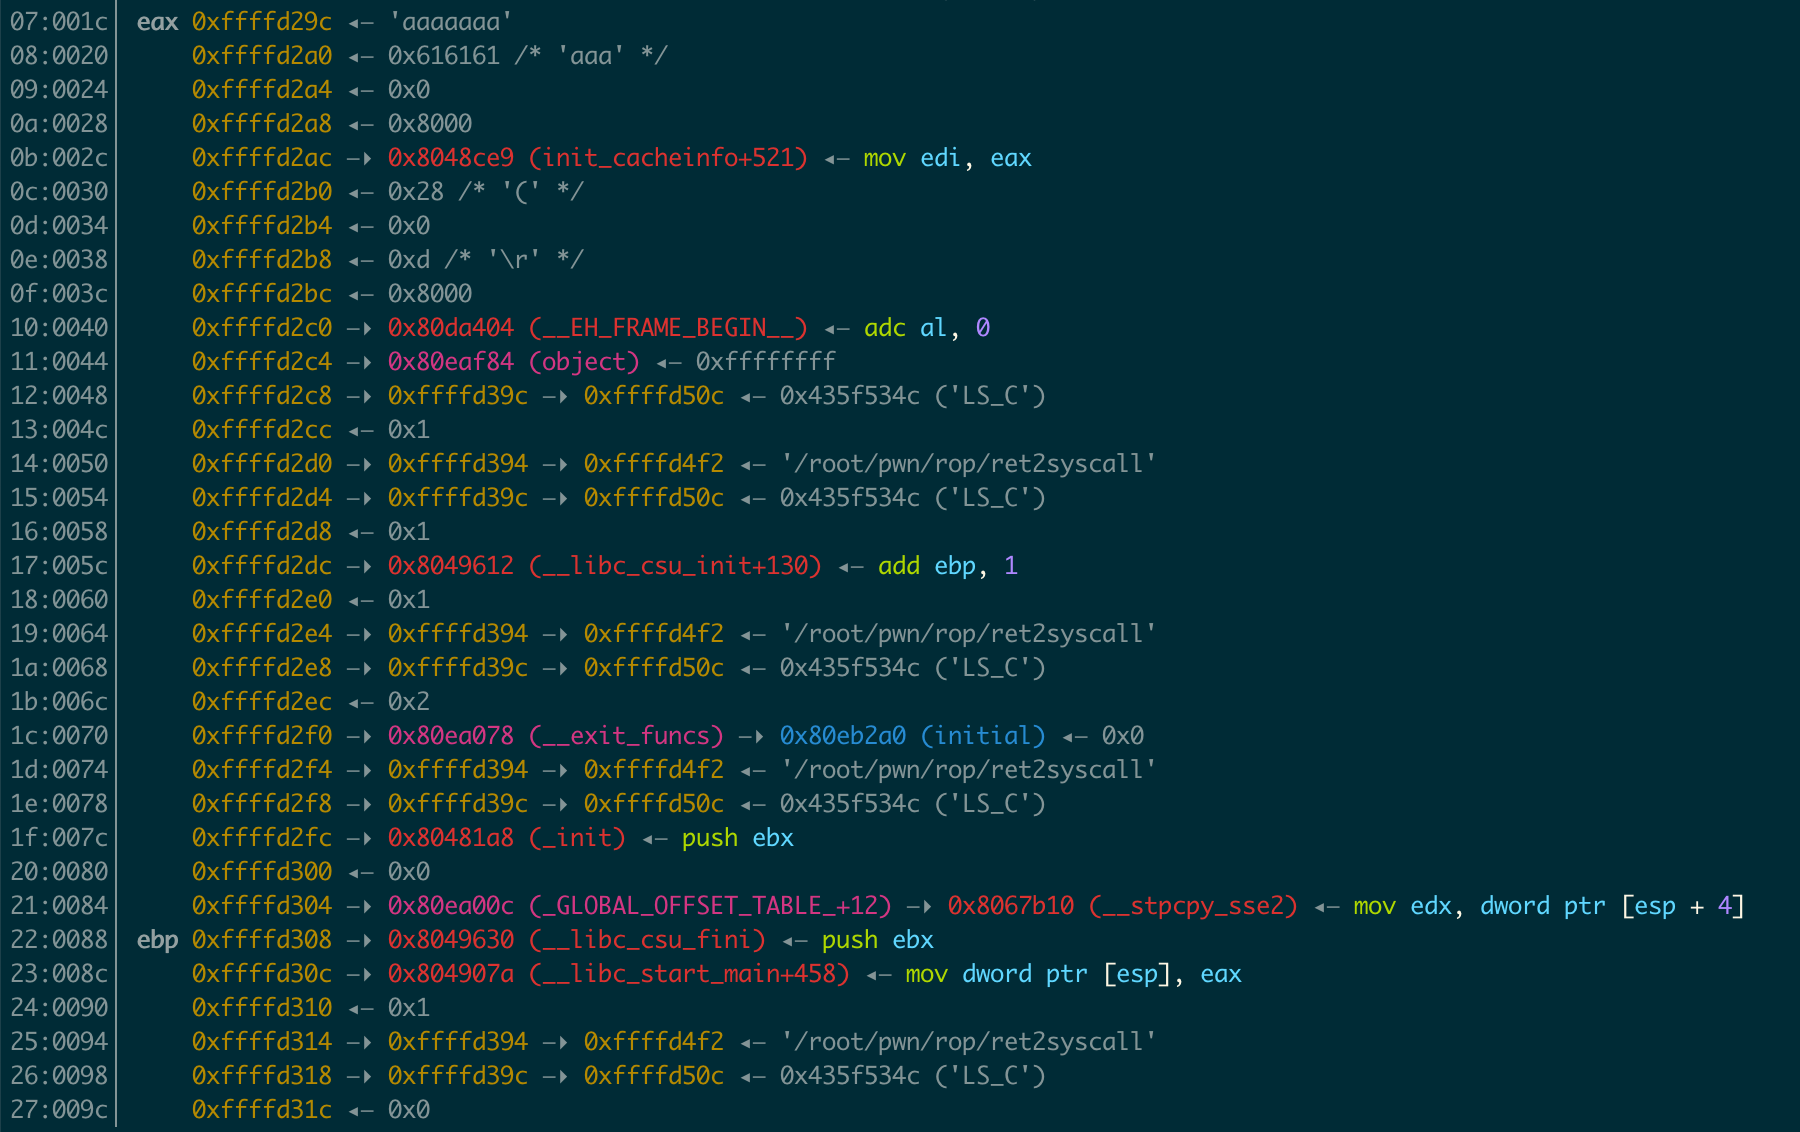 07:001c│ eax 0xffffd29c ◂— 'aaaaaaa'
08:0020│     0xffffd2a0 ◂— 0x616161 /* 'aaa' */
09:0024│     0xffffd2a4 ◂— 0x0
0a:0028│     0xffffd2a8 ◂— 0x8000
0b:002c│     0xffffd2ac —▸ 0x8048ce9 (init_cacheinfo+521) ◂— mov edi, eax
0c:0030│     0xffffd2b0 ◂— 0x28 /* '(' */
0d:0034│     0xffffd2b4 ◂— 0x0
0e:0038│     0xffffd2b8 ◂— 0xd /* '\r' */
0f:003c│     0xffffd2bc ◂— 0x8000
10:0040│     0xffffd2c0 —▸ 0x80da404 (__EH_FRAME_BEGIN__) ◂— adc al, 0
11:0044│     0xffffd2c4 —▸ 0x80eaf84 (object) ◂— 0xffffffff
12:0048│     0xffffd2c8 —▸ 0xffffd39c —▸ 0xffffd50c ◂— 0x435f534c ('LS_C')
13:004c│     0xffffd2cc ◂— 0x1
14:0050│     0xffffd2d0 —▸ 0xffffd394 —▸ 0xffffd4f2 ◂— '/root/pwn/rop/ret2syscall'
15:0054│     0xffffd2d4 —▸ 0xffffd39c —▸ 0xffffd50c ◂— 0x435f534c ('LS_C')
16:0058│     0xffffd2d8 ◂— 0x1
17:005c│     0xffffd2dc —▸ 0x8049612 (__libc_csu_init+130) ◂— add ebp, 1
18:0060│     0xffffd2e0 ◂— 0x1
19:0064│     0xffffd2e4 —▸ 0xffffd394 —▸ 0xffffd4f2 ◂— '/root/pwn/rop/ret2syscall'
1a:0068│     0xffffd2e8 —▸ 0xffffd39c —▸ 0xffffd50c ◂— 0x435f534c ('LS_C')
1b:006c│     0xffffd2ec ◂— 0x2
1c:0070│     0xffffd2f0 —▸ 0x80ea078 (__exit_funcs) —▸ 0x80eb2a0 (initial) ◂— 0x0
1d:0074│     0xffffd2f4 —▸ 0xffffd394 —▸ 0xffffd4f2 ◂— '/root/pwn/rop/ret2syscall'
1e:0078│     0xffffd2f8 —▸ 0xffffd39c —▸ 0xffffd50c ◂— 0x435f534c ('LS_C')
1f:007c│     0xffffd2fc —▸ 0x80481a8 (_init) ◂— push ebx
20:0080│     0xffffd300 ◂— 0x0
21:0084│     0xffffd304 —▸ 0x80ea00c (_GLOBAL_OFFSET_TABLE_+12) —▸ 0x8067b10 (__stpcpy_sse2) ◂— mov edx, dword ptr [esp + 4]
22:0088│ ebp 0xffffd308 —▸ 0x8049630 (__libc_csu_fini) ◂— push ebx
23:008c│     0xffffd30c —▸ 0x804907a (__libc_start_main+458) ◂— mov dword ptr [esp], eax
24:0090│     0xffffd310 ◂— 0x1
25:0094│     0xffffd314 —▸ 0xffffd394 —▸ 0xffffd4f2 ◂— '/root/pwn/rop/ret2syscall'
26:0098│     0xffffd318 —▸ 0xffffd39c —▸ 0xffffd50c ◂— 0x435f534c ('LS_C')
27:009c│     0xffffd31c ◂— 0x0